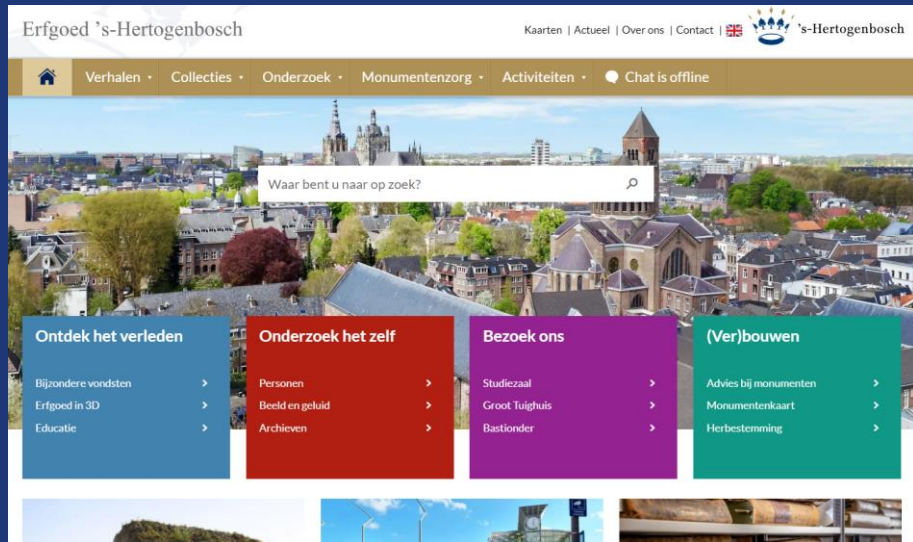 Erfgoed 's-Hertogenbosch
Kaarten | Actueel | Over ons | Contact |
's-Hertogenbosch
Verhalen
Collecties
Onderzoek
Monumentenzorg
Activiteiten
Chat is offline
Waar bent u naar op zoek?
Ontdek het verleden
Bijzondere vondsten
Erfgoed in 3D
Educatie
Onderzoek het zelf
Personen
Beeld en geluid
Archieven
Bezoek ons
Studiezaal
Groot Tuighuis
Bastionder
(Ver)bouwen
Advies bij monumenten
Monumentenkaart
Herbestemming